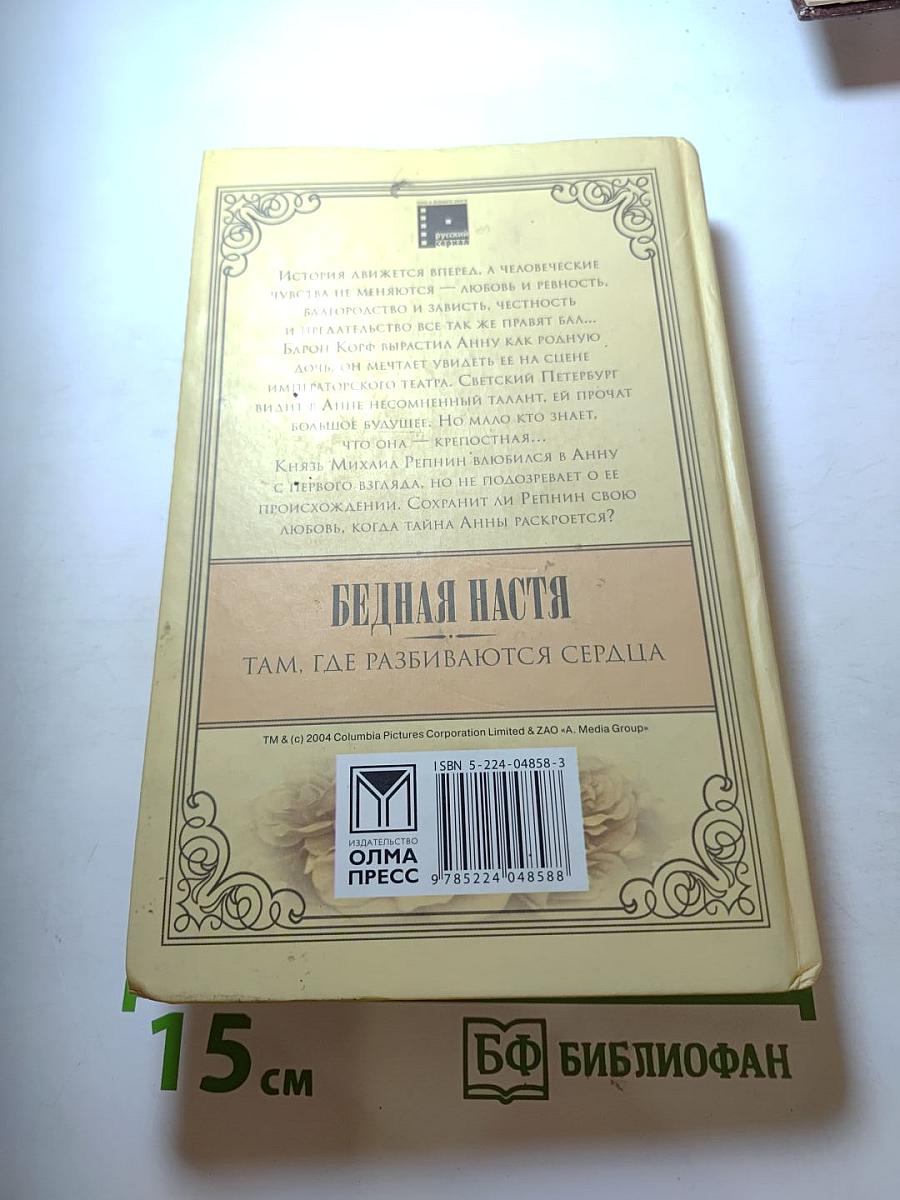 русский
сериал
История движется вперед, а человеческие
чувства не меняются — любовь и ревность,
благородство и зависть, честность
и предательство все так же правят бал...
Барон Корф вырастил Анну как родную
дочь, он мечтает увидеть ее на сцене
императорского театра. Светский Петербург
видит в Анне несомненный талант, ей прочат
большое будущее. Но мало кто знает,
что она — крепостная...
Князь Михаил Репнин влюбился в Анну
с первого взгляда, но не подозревает о ее
происхождении. Сохранит ли Репнин свою
любовь, когда тайна Анны раскроется?
БЕДНАЯ НАСТЯ
ТАМ, ГДЕ РАЗБИВАЮТСЯ СЕРДЦА
TM & (c) 2004 Columbia Pictures Corporation Limited & ZAO «A. Media Group»
ISBN 5-224-04858-3
ИЗДАТЕЛЬСТВО
ОЛМА
ПРЕСС
9 785224 048588
15 см
БФ БИБЛИОФАН